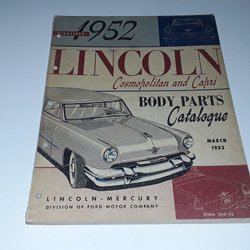 1952
LINCOLN
Cosmopolitan and Capri
BODY PARTS
Catalogue
MARCH
1952
LINCOLN-MERCURY
DIVISION OF FORD MOTOR COMPANY